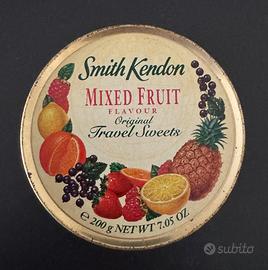 Smith Kendon
MIXED FRUIT
FLAVOUR
Original
Travel Sweets
℮ 200 g NET WT 7.05 OZ
subito